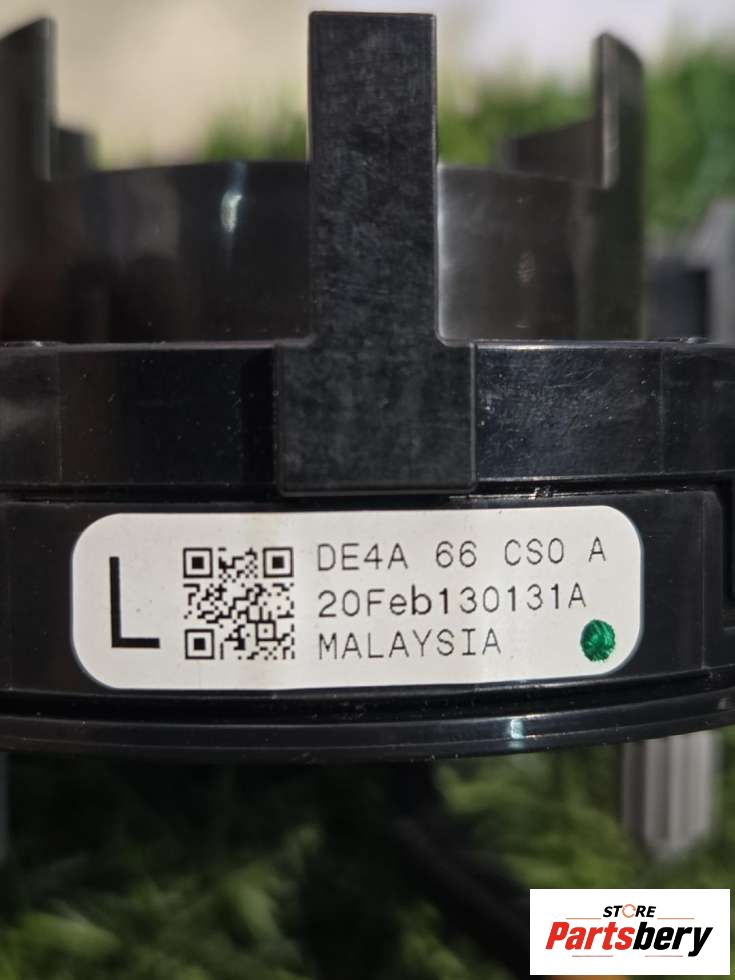 L
DE4A 66 CS0 A
20Feb130131A
MALAYSIA
STORE
Partsbery